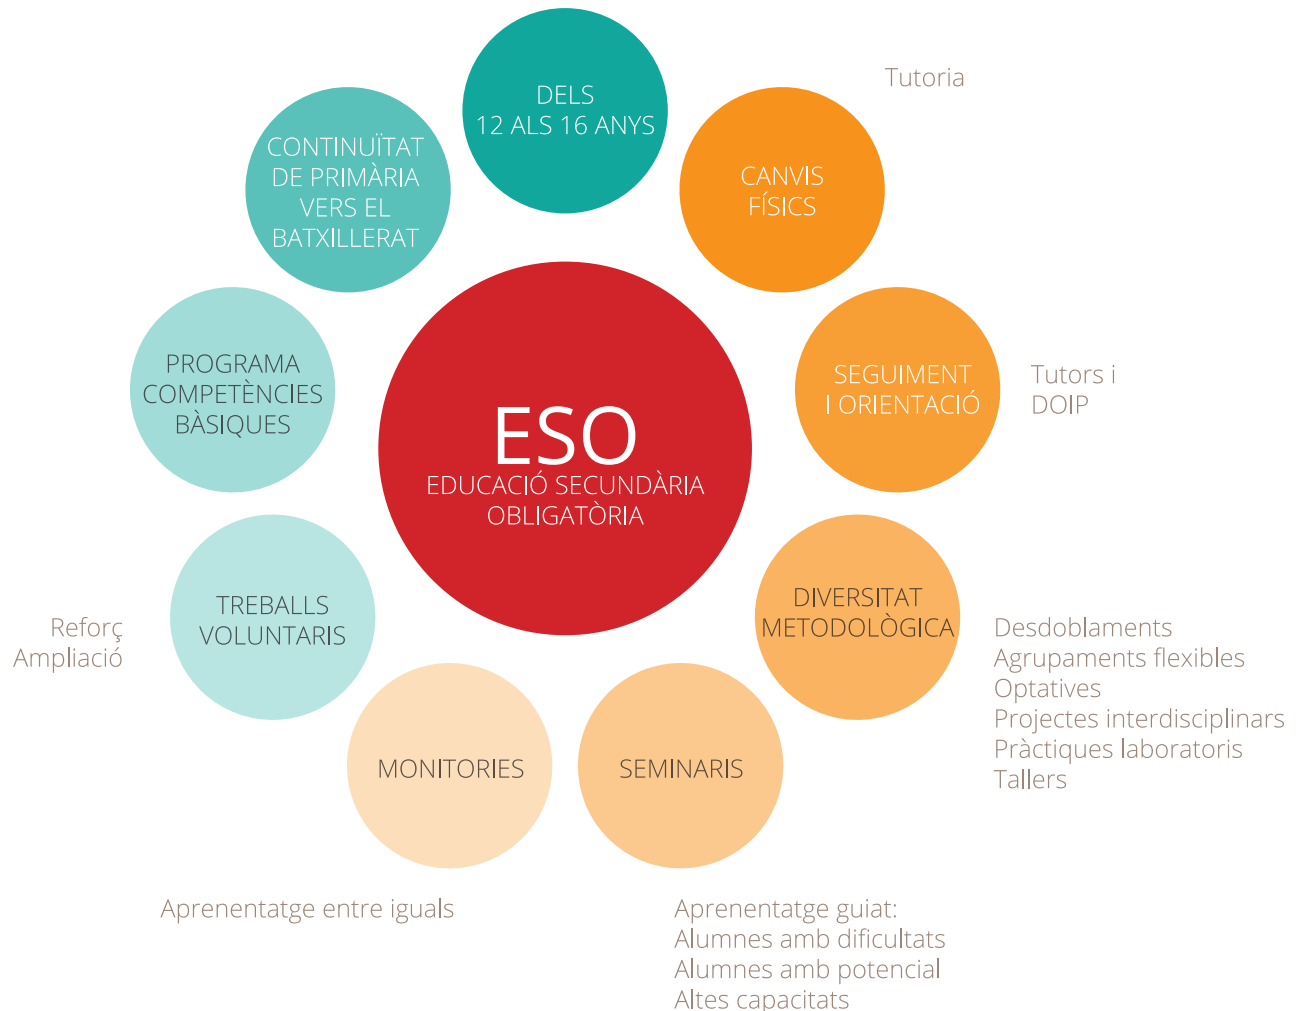 DELS
12 ALS 16 ANYS
Tutoria
CANVIS
FÍSICS
SEGUIMENT
I ORIENTACIÓ
Tutors i
DOIP
DIVERSITAT
METODOLÒGICA
Desdoblaments
Agrupaments flexibles
Optatives
Projectes interdisciplinars
Pràctiques laboratoris
Tallers
SEMINARIS
Aprenentatge guiat:
Alumnes amb dificultats
Alumnes amb potencial
Altes capacitats
MONITORIES
Aprenentatge entre iguals
TREBALLS
VOLUNTARIS
Reforç
Ampliació
PROGRAMA
COMPETÈNCIES
BÀSIQUES
CONTINUÏTAT
DE PRIMÀRIA
VERS EL
BATXILLERAT
ESO
EDUCACIÓ SECUNDÀRIA
OBLIGATÒRIA